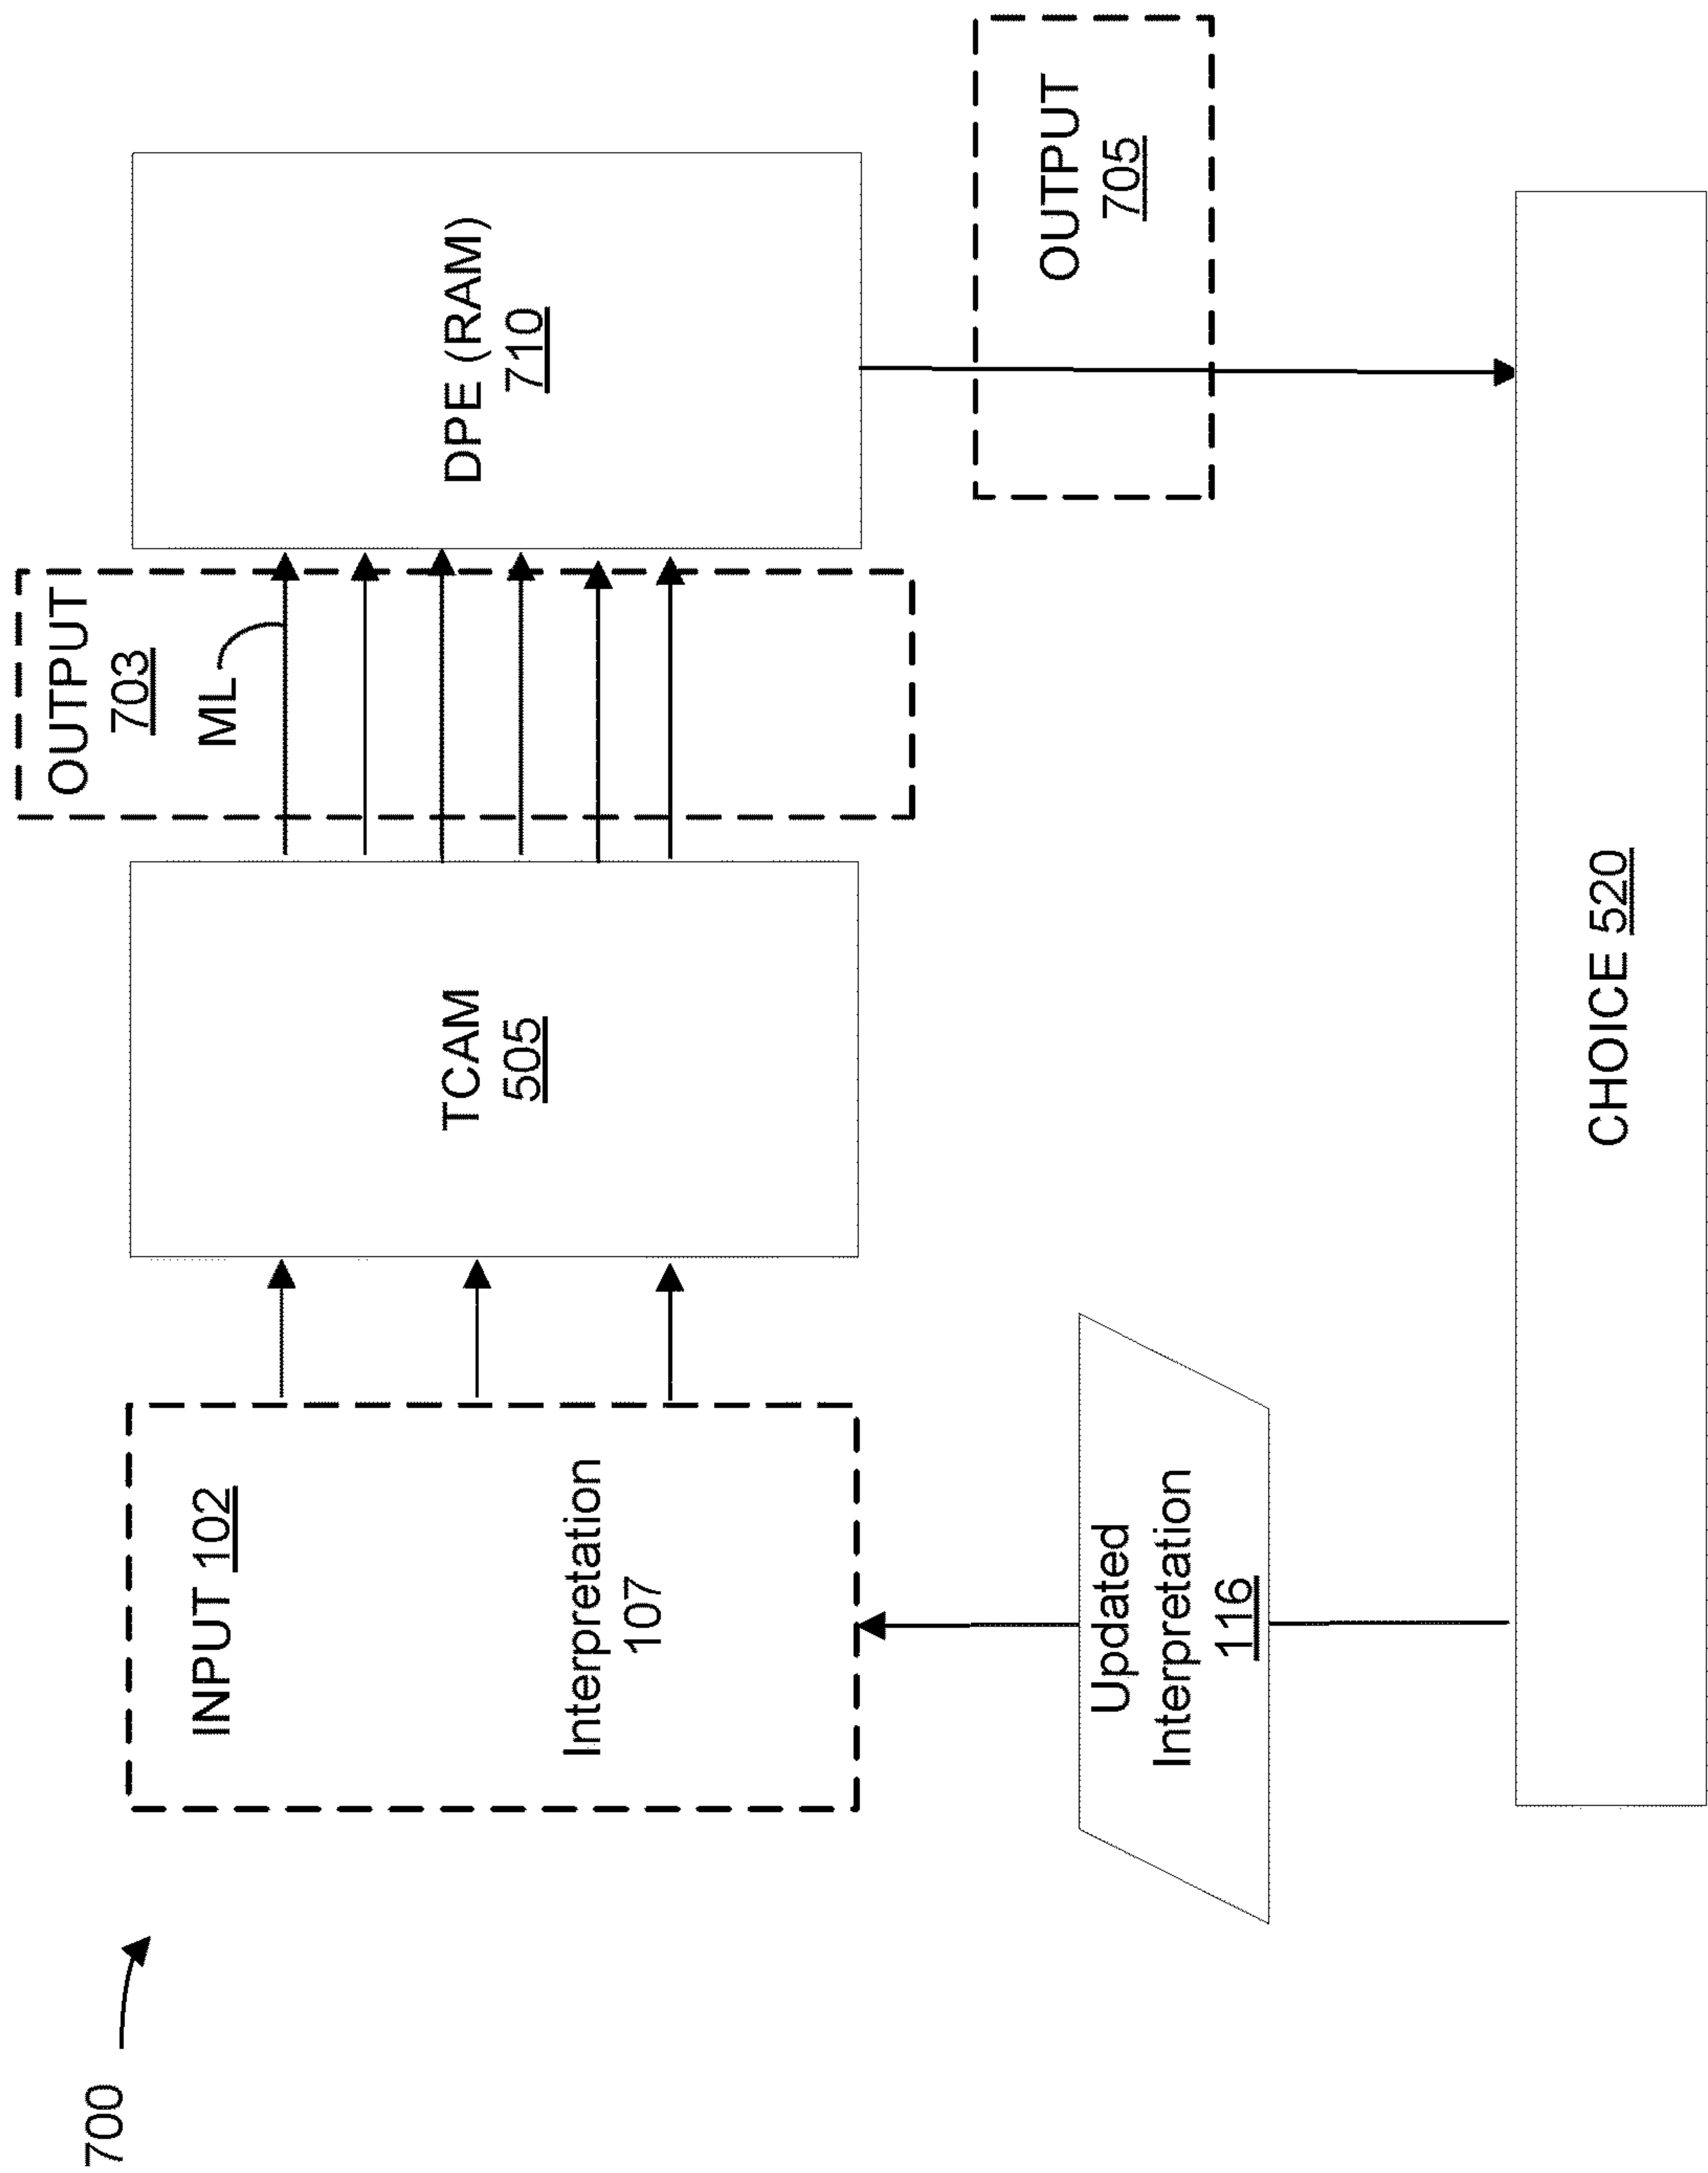 700
INPUT 102
Interpretation
107
TCAM
505
OUTPUT
703
ML
DPE (RAM)
710
OUTPUT
705
Updated
Interpretation
116
CHOICE 520